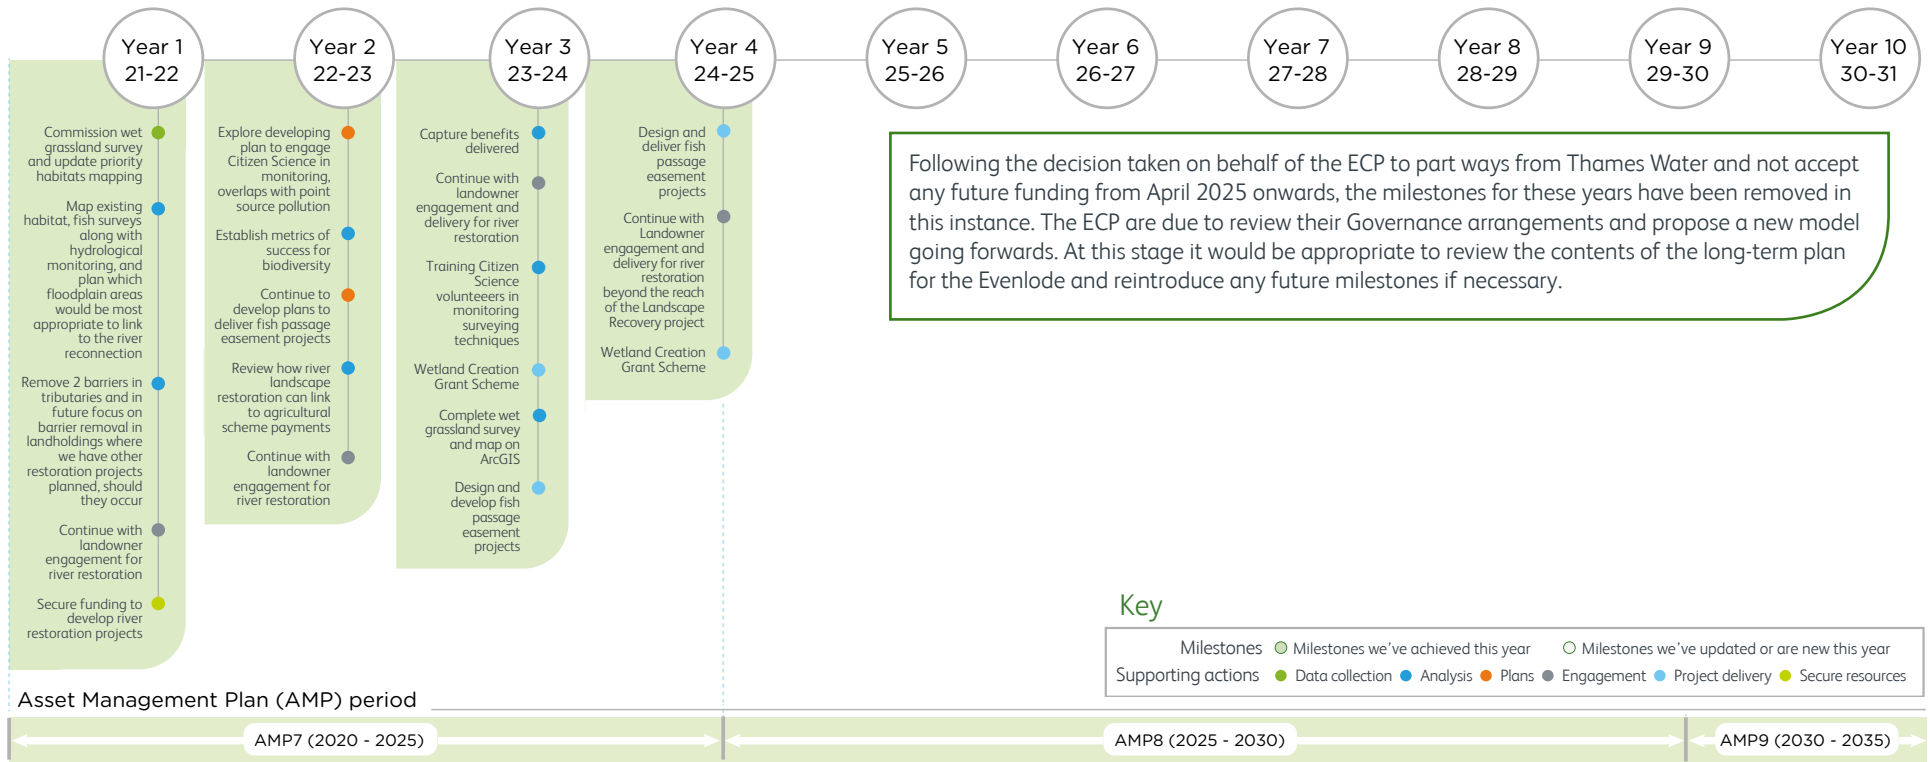 Year 1
21-22
Year 2
22-23
Year 3
23-24
Year 4
24-25
Year 5
25-26
Year 6
26-27
Year 7
27-28
Year 8
28-29
Year 9
29-30
Year 10
30-31
Commission wet
grassland survey
and update priority
habitats mapping
Map existing
habitat, fish surveys
along with
hydrological
monitoring, and
plan which
floodplain areas
would be most
appropriate to link
to the river
reconnection
Remove 2 barriers in
tributaries and in
future focus on
barrier removal in
landholdings where
we have other
restoration projects
planned, should
they occur
Continue with
landowner
engagement for
river restoration
Secure funding to
develop river
restoration projects
Explore developing
plan to engage
Citizen Science in
monitoring,
overlaps with point
source pollution
Establish metrics of
success for
biodiversity
Continue to
develop plans to
deliver fish passage
easement projects
Review how river
landscape
restoration can link
to agricultural
scheme payments
Continue with
landowner
engagement for
river restoration
Capture benefits
delivered
Continue with
landowner
engagement and
delivery for river
restoration
Training Citizen
Science
volunteeers in
monitoring
surveying
techniques
Wetland Creation
Grant Scheme
Complete wet
grassland survey
and map on
ArcGIS
Design and
develop fish
passage
easement
projects
Design and
deliver fish
passage
easement
projects
Continue with
Landowner
engagement and
delivery for river
restoration
beyond the reach
of the Landscape
Recovery project
Wetland Creation
Grant Scheme
Following the decision taken on behalf of the ECP to part ways from Thames Water and not accept
any future funding from April 2025 onwards, the milestones for these years have been removed in
this instance. The ECP are due to review their Governance arrangements and propose a new model
going forwards. At this stage it would be appropriate to review the contents of the long-term plan
for the Evenlode and reintroduce any future milestones if necessary.
Key
Milestones Milestones we've achieved this year Milestones we've updated or are new this year
Supporting actions Data collection Analysis Plans Engagement Project delivery Secure resources
Asset Management Plan (AMP) period
AMP7 (2020 - 2025)
AMP8 (2025 - 2030)
AMP9 (2030 - 2035)